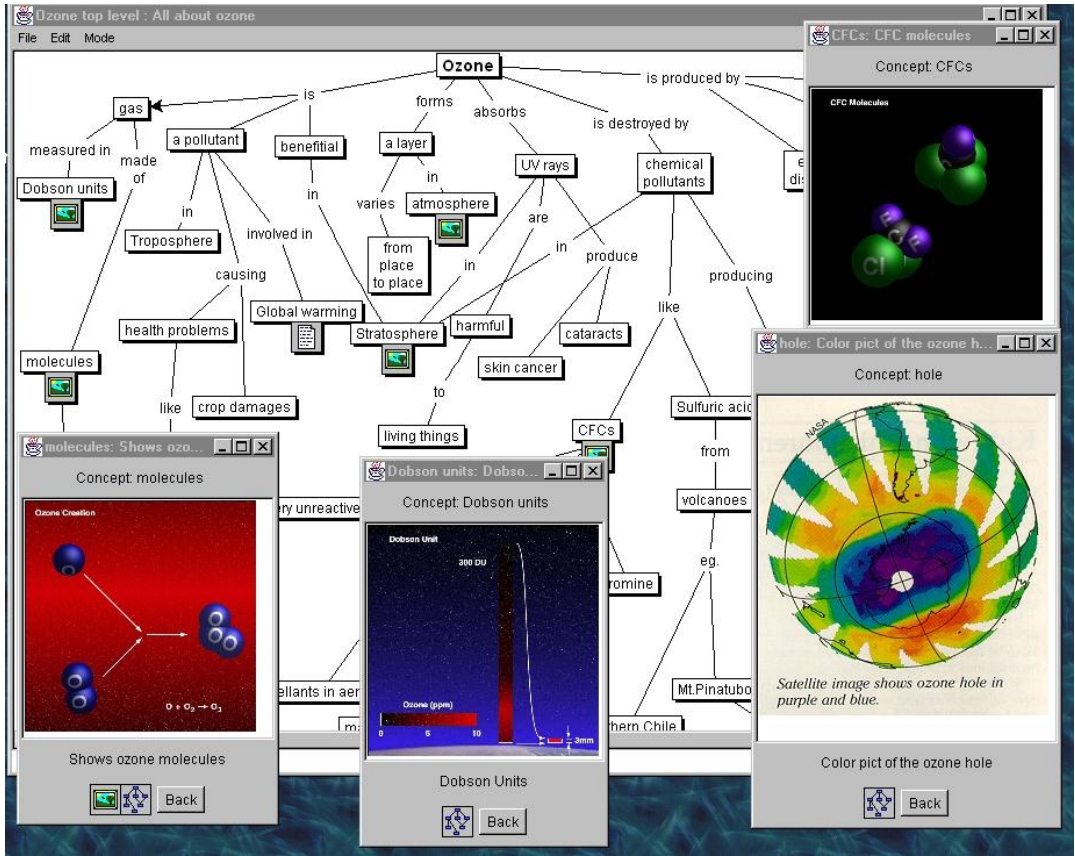 Ozone top level : All about ozone
File Edit Mode
Ozone
is
forms
absorbs
is produced by
is destroyed by
gas
a pollutant
benefitial
a layer
UV rays
chemical
pollutants
measured in
made
of
Dobson units
in
Troposphere
involved in
causing
in
varies
in
atmosphere
from
place
to place
are
produce
in
in
like
producing
health problems
Global warming
Stratosphere
harmful
cataracts
skin cancer
molecules
like
crop damages
to
living things
CFCs
Sulfuric acid
from
volcanoes
eg.
Mt.Pinatubo
CFCs: CFC molecules
Concept: CFCs
CFC Molecules
F
F
Cl
hole: Color pict of the ozone h...
Concept: hole
NASA
Satellite image shows ozone hole in
purple and blue.
Color pict of the ozone hole
Back
molecules: Shows ozo...
Concept: molecules
Ozone Creation
O
O
O
O
O
O
O + O₂ → O₃
Shows ozone molecules
Back
Dobson units: Dobso...
Concept: Dobson units
Dobson Unit
300 DU
Ozone (ppm)
0 5 10
3mm
Dobson Units
Back